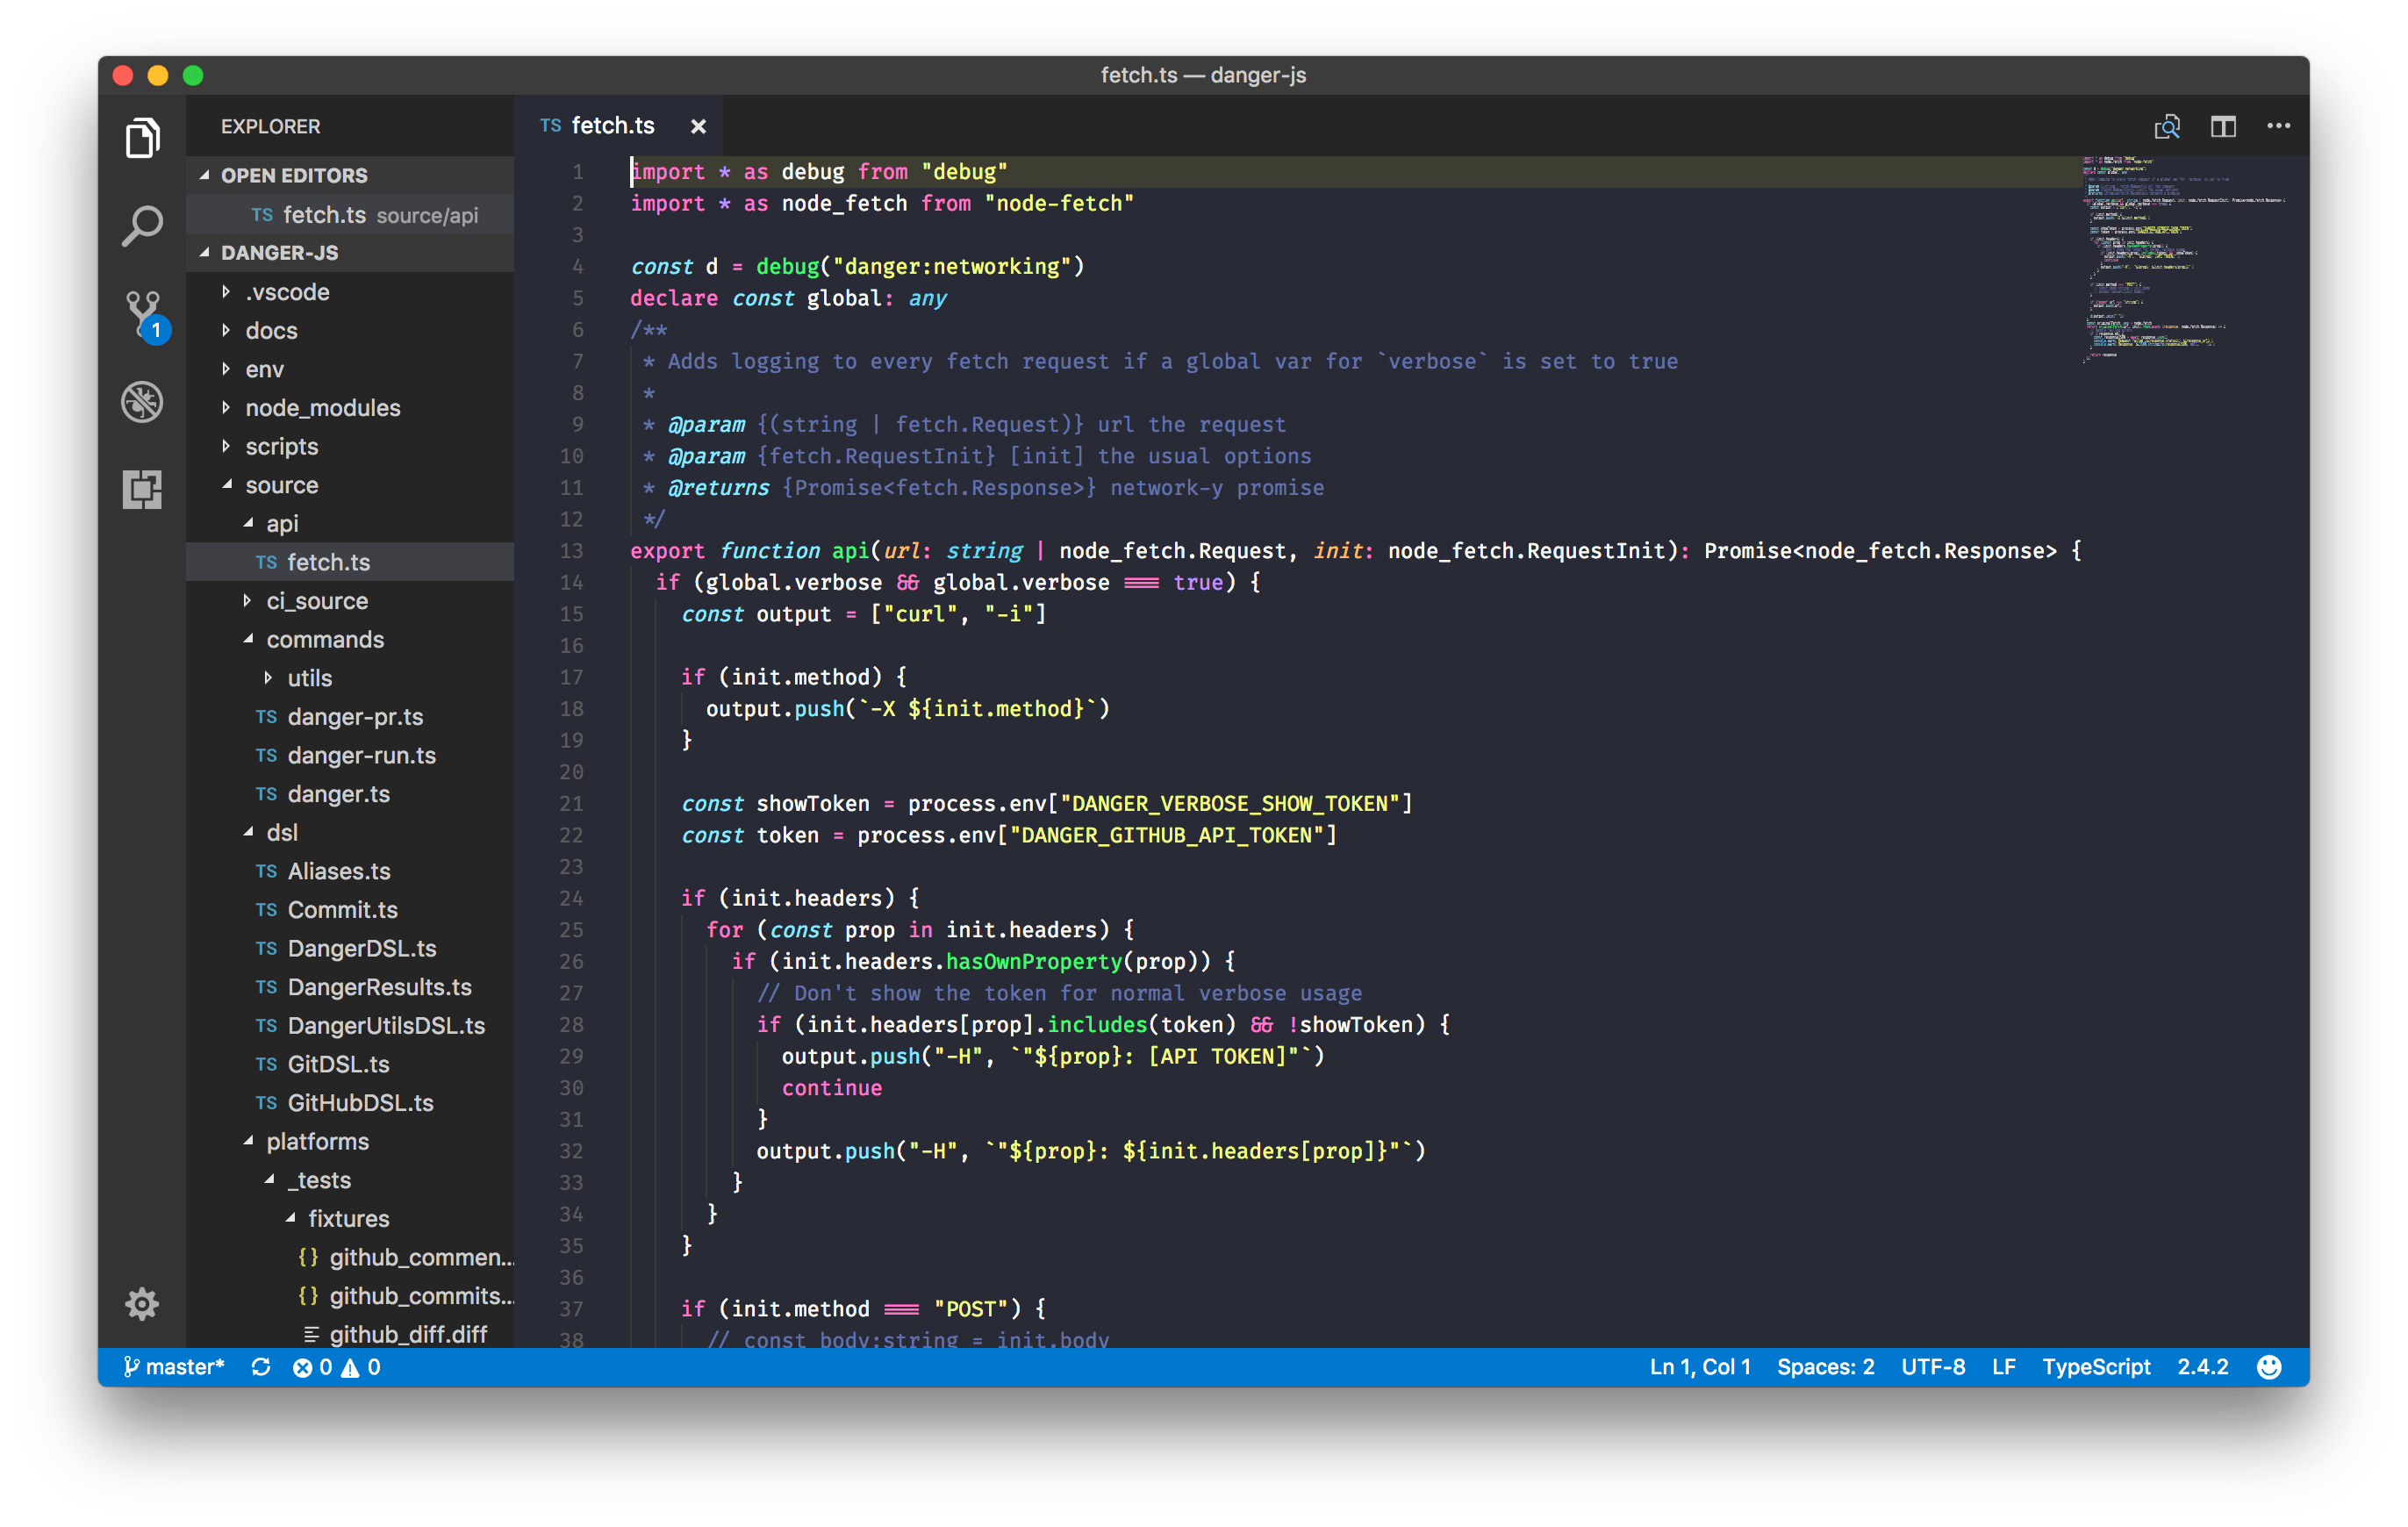 fetch.ts — danger-js
EXPLORER
OPEN EDITORS
TS fetch.ts source/api
DANGER-JS
.vscode
docs
env
node_modules
scripts
source
api
TS fetch.ts
ci_source
commands
utils
TS danger-pr.ts
TS danger-run.ts
TS danger.ts
dsl
TS Aliases.ts
TS Commit.ts
TS DangerDSL.ts
TS DangerResults.ts
TS DangerUtilsDSL.ts
TS GitDSL.ts
TS GitHubDSL.ts
platforms
_tests
fixtures
{} github_commen...
{} github_commits...
github_diff.diff
1
TS fetch.ts ×
1 import * as debug from "debug"
2 import * as node_fetch from "node-fetch"
3
4 const d = debug("danger:networking")
5 declare const global: any
6 /**
7 * Adds logging to every fetch request if a global var for `verbose` is set to true
8 *
9 * @param {(string | fetch.Request)} url the request
10 * @param {fetch.RequestInit} [init] the usual options
11 * @returns {Promise<fetch.Response>} network-y promise
12 */
13 export function api(url: string | node_fetch.Request, init: node_fetch.RequestInit): Promise<node_fetch.Response> {
14 if (global.verbose && global.verbose === true) {
15 const output = ["curl", "-i"]
16
17 if (init.method) {
18 output.push(`-X ${init.method}`)
19 }
20
21 const showToken = process.env["DANGER_VERBOSE_SHOW_TOKEN"]
22 const token = process.env["DANGER_GITHUB_API_TOKEN"]
23
24 if (init.headers) {
25 for (const prop in init.headers) {
26 if (init.headers.hasOwnProperty(prop)) {
27 // Don't show the token for normal verbose usage
28 if (init.headers[prop].includes(token) && !showToken) {
29 output.push("-H", `"${prop}: [API TOKEN]"`)
30 continue
31 }
32 output.push("-H", `"${prop}: ${init.headers[prop]}"`)
33 }
34 }
35 }
36
37 if (init.method === "POST") {
38 // const body:string = init.body
master* 0 0
Ln 1, Col 1 Spaces: 2 UTF-8 LF TypeScript 2.4.2